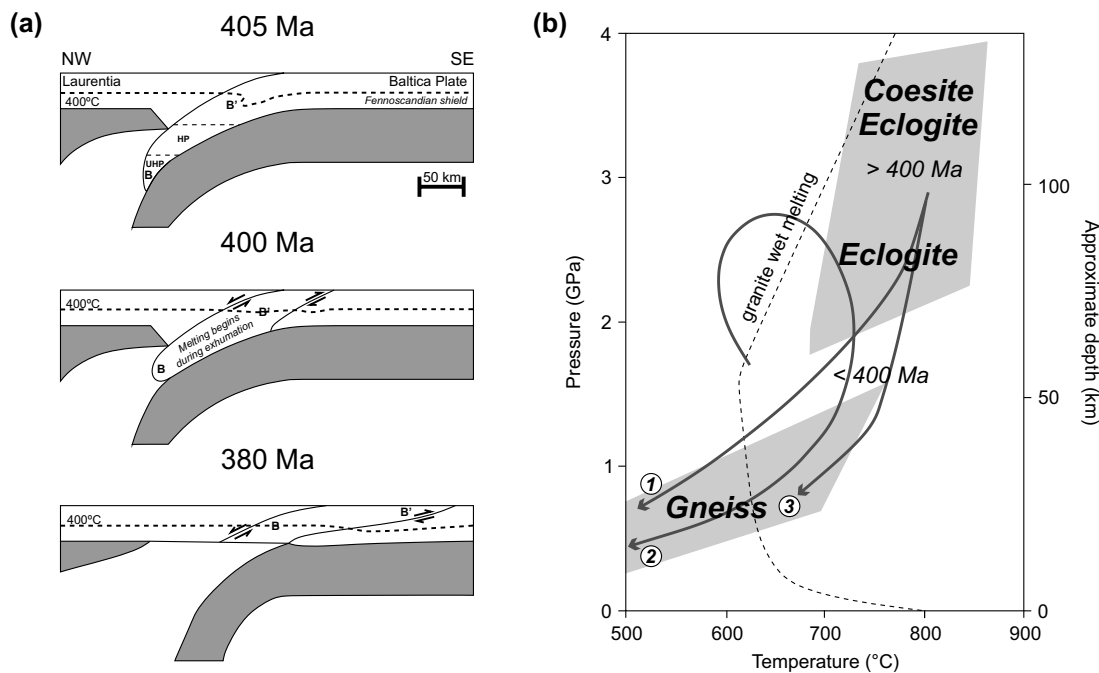 (a)
405 Ma
NW
SE
Laurentia
Baltica Plate
400ºC
B'
Fennoscandian shield
HP
UHP
B
50 km
400 Ma
400ºC
B'
Melting begins
during exhumation
B
380 Ma
400ºC
B
B'
(b)
4
3
2
1
0
Pressure (GPa)
500
600
700
800
900
Temperature (°C)
100
50
0
Approximate depth (km)
granite wet melting
Coesite
Eclogite
> 400 Ma
Eclogite
< 400 Ma
Gneiss
1
2
3